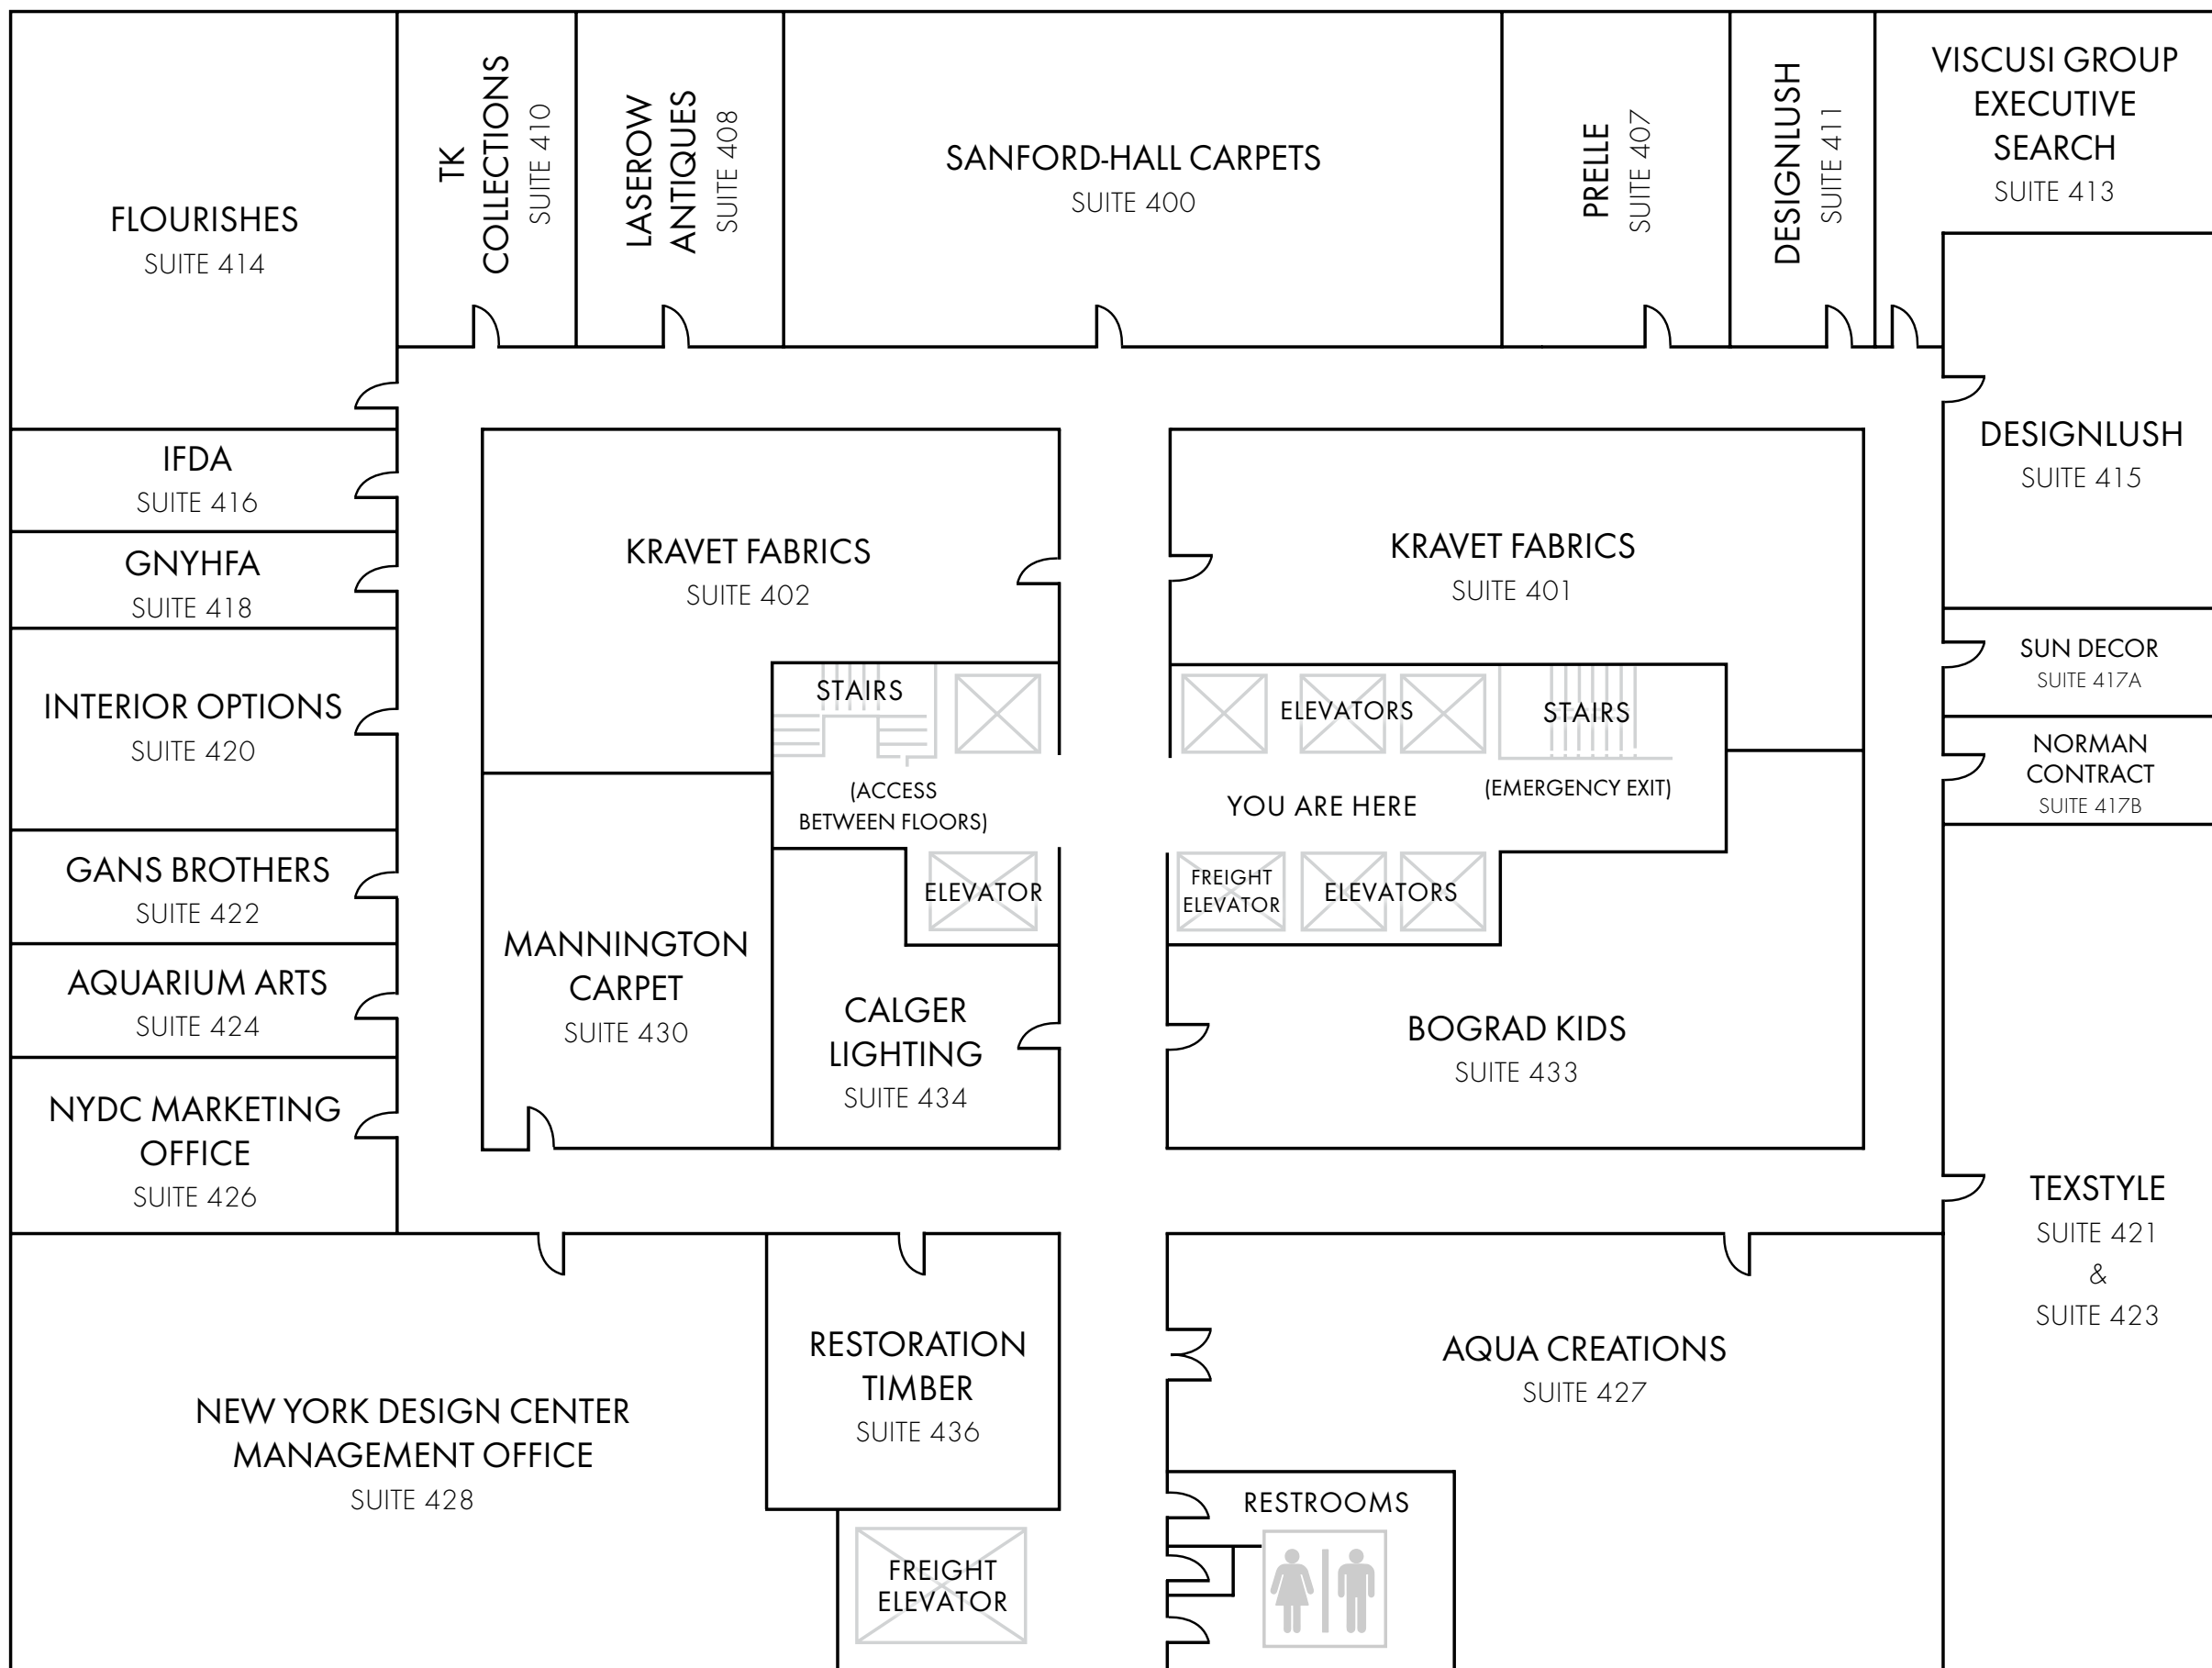 FLOURISHES
SUITE 414
TK
COLLECTIONS
SUITE 410
LASEROW
ANTIQUES
SUITE 408
SANFORD-HALL CARPETS
SUITE 400
PRELLE
SUITE 407
DESIGNLUSH
SUITE 411
VISCUSI GROUP
EXECUTIVE
SEARCH
SUITE 413
IFDA
SUITE 416
GNYHFA
SUITE 418
INTERIOR OPTIONS
SUITE 420
GANS BROTHERS
SUITE 422
AQUARIUM ARTS
SUITE 424
NYDC MARKETING
OFFICE
SUITE 426
KRAVET FABRICS
SUITE 402
STAIRS
(ACCESS
BETWEEN FLOORS)
ELEVATOR
MANNINGTON
CARPET
SUITE 430
CALGER
LIGHTING
SUITE 434
KRAVET FABRICS
SUITE 401
ELEVATORS
STAIRS
(EMERGENCY EXIT)
YOU ARE HERE
FREIGHT
ELEVATOR
ELEVATORS
BOGRAD KIDS
SUITE 433
DESIGNLUSH
SUITE 415
SUN DECOR
SUITE 417A
NORMAN
CONTRACT
SUITE 417B
TEXSTYLE
SUITE 421
&
SUITE 423
NEW YORK DESIGN CENTER
MANAGEMENT OFFICE
SUITE 428
RESTORATION
TIMBER
SUITE 436
FREIGHT
ELEVATOR
AQUA CREATIONS
SUITE 427
RESTROOMS